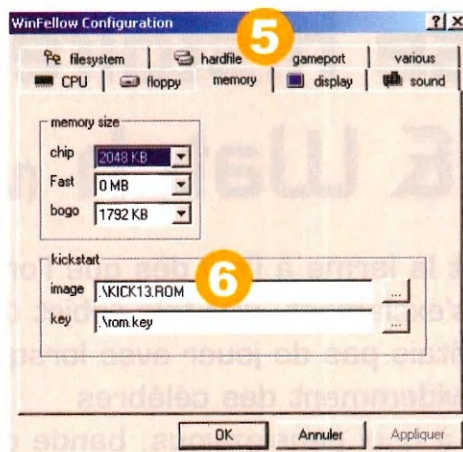 WinFellow Configuration
? X
5
filesystem hardfile gameport various
CPU floppy memory display sound
memory size
chip 2048 KB
Fast 0 MB
bogo 1792 KB
kickstart
6
image .\KICK13.ROM ...
key .\rom.key ...
OK Annuler Appliquer